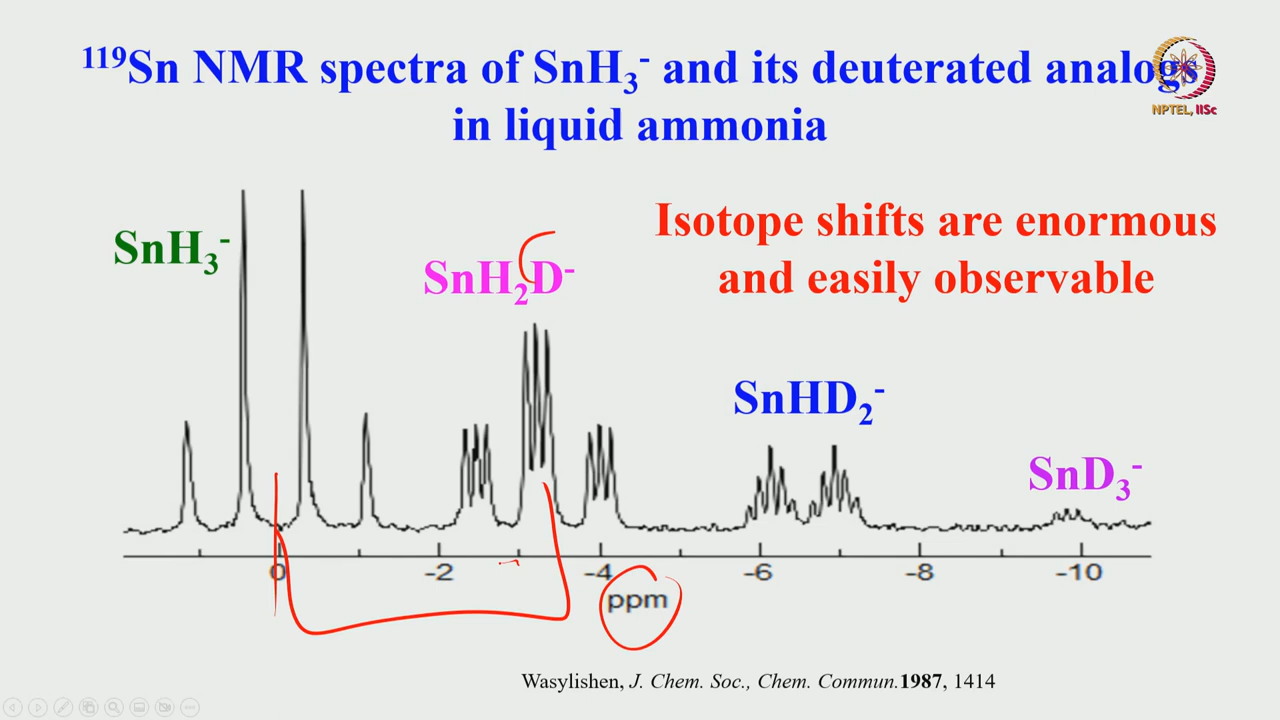 ¹¹⁹Sn NMR spectra of SnH₃⁻ and its deuterated analogs
in liquid ammonia
NPTEL, IISc
SnH₃⁻
SnH₂D⁻
Isotope shifts are enormous
and easily observable
SnHD₂⁻
SnD₃⁻
0 -2 -4 -6 -8 -10
ppm
Wasylishen, J. Chem. Soc., Chem. Commun.1987, 1414